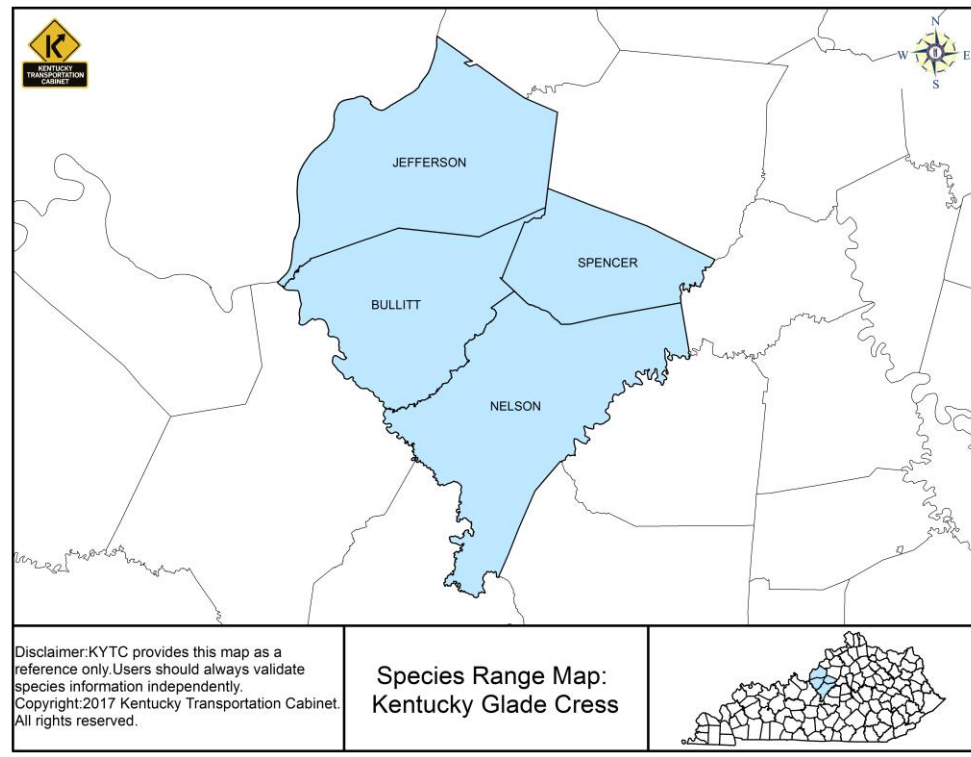 KENTUCKY
TRANSPORTATION
CABINET
N
W
E
S
JEFFERSON
SPENCER
BULLITT
NELSON
Disclaimer:KYTC provides this map as a
reference only.Users should always validate
species information independently.
Copyright:2017 Kentucky Transportation Cabinet.
All rights reserved.
Species Range Map:
Kentucky Glade Cress